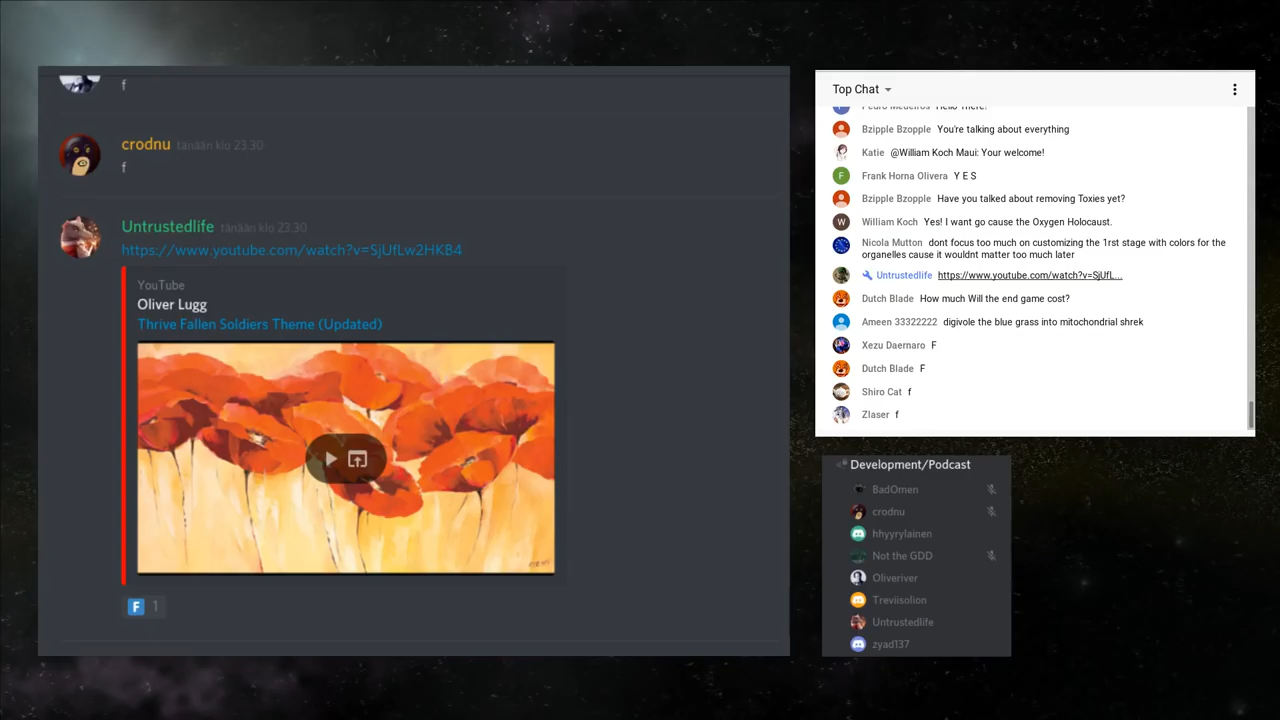 f
crodnu tänään klo 23.30
f
Untrustedlife tänään klo 23.30
https://www.youtube.com/watch?v=SjUfLw2HKB4
YouTube
Oliver Lugg
Thrive Fallen Soldiers Theme (Updated)
F 1
Top Chat
Pedro Medeiros Hello There!
Bzipple Bzopple You're talking about everything
Katie @William Koch Maui: Your welcome!
F Frank Horna Olivera Y E S
Bzipple Bzopple Have you talked about removing Toxies yet?
W William Koch Yes! I want go cause the Oxygen Holocaust.
Nicola Mutton dont focus too much on customizing the 1rst stage with colors for the
organelles cause it wouldnt matter too much later
Untrustedlife https://www.youtube.com/watch?v=SjUfL...
Dutch Blade How much Will the end game cost?
Ameen 33322222 digivole the blue grass into mitochondrial shrek
Xezu Daernaro F
Dutch Blade F
Shiro Cat f
Zlaser f
Development/Podcast
BadOmen
crodnu
hhyyrylainen
Not the GDD
Oliveriver
Treviisolion
Untrustedlife
zyad137